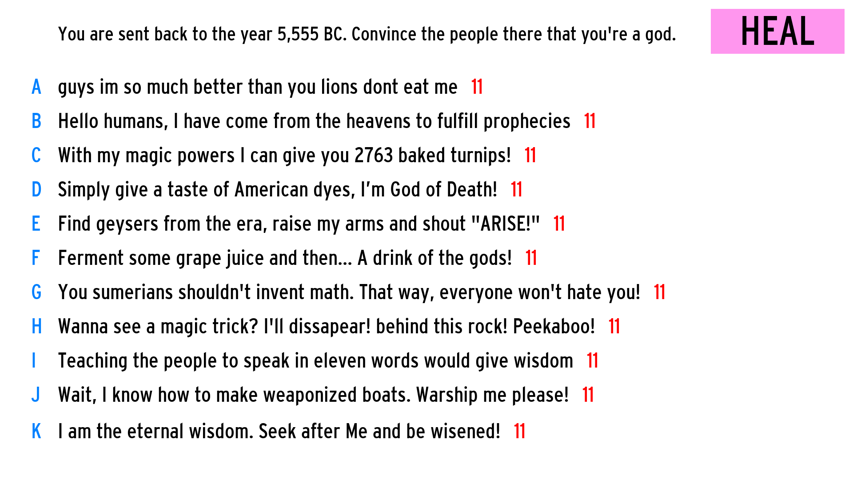 You are sent back to the year 5,555 BC. Convince the people there that you're a god.
HEAL
A guys im so much better than you lions dont eat me 11
B Hello humans, I have come from the heavens to fulfill prophecies 11
C With my magic powers I can give you 2763 baked turnips! 11
D Simply give a taste of American dyes, I'm God of Death! 11
E Find geysers from the era, raise my arms and shout "ARISE!" 11
F Ferment some grape juice and then... A drink of the gods! 11
G You sumerians shouldn't invent math. That way, everyone won't hate you! 11
H Wanna see a magic trick? I'll dissapear! behind this rock! Peekaboo! 11
I Teaching the people to speak in eleven words would give wisdom 11
J Wait, I know how to make weaponized boats. Warship me please! 11
K I am the eternal wisdom. Seek after Me and be wisened! 11